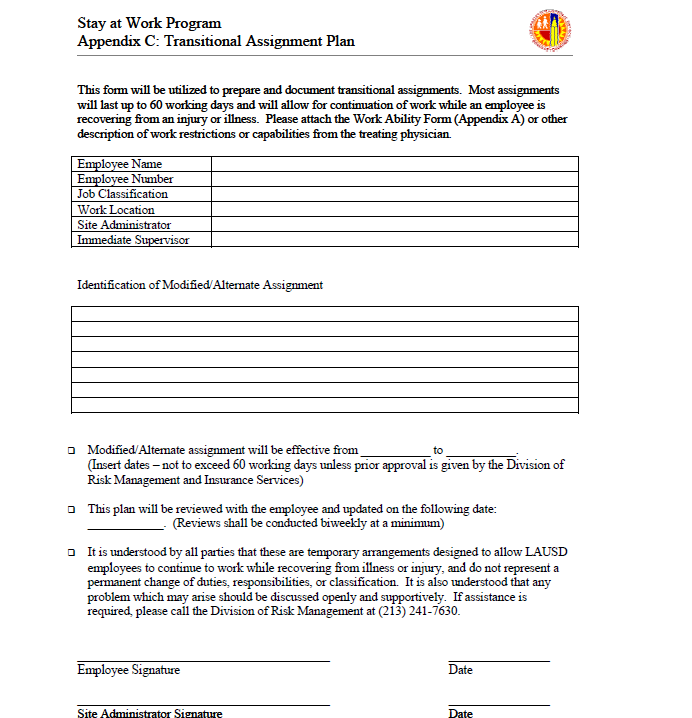 Stay at Work Program
Appendix C: Transitional Assignment Plan
This form will be utilized to prepare and document transitional assignments. Most assignments
will last up to 60 working days and will allow for continuation of work while an employee is
recovering from an injury or illness. Please attach the Work Ability Form (Appendix A) or other
description of work restrictions or capabilities from the treating physician.
Employee Name
Employee Number
Job Classification
Work Location
Site Administrator
Immediate Supervisor
Identification of Modified/Alternate Assignment
Modified/Alternate assignment will be effective from ___________ to ___________.
(Insert dates – not to exceed 60 working days unless prior approval is given by the Division of
Risk Management and Insurance Services)
This plan will be reviewed with the employee and updated on the following date:
____________. (Reviews shall be conducted biweekly at a minimum)
It is understood by all parties that these are temporary arrangements designed to allow LAUSD
employees to continue to work while recovering from illness or injury, and do not represent a
permanent change of duties, responsibilities, or classification. It is also understood that any
problem which may arise should be discussed openly and supportively. If assistance is
required, please call the Division of Risk Management at (213) 241-7630.
Employee Signature Date
Site Administrator Signature Date